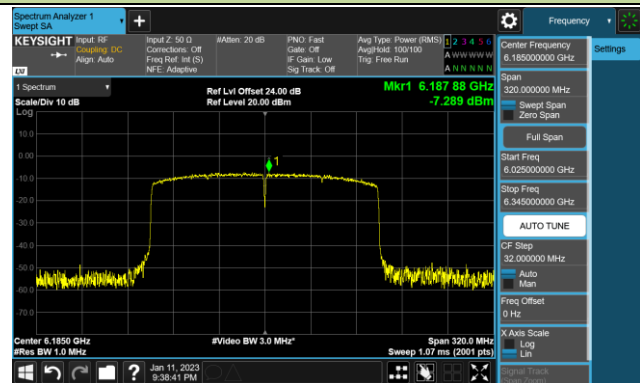 Spectrum Analyzer 1
Swept SA
Frequency
KEYSIGHT
Input: RF
Coupling: DC
Align: Auto
Input Z: 50 Ω
Corrections: Off
Freq Ref: Int (S)
NFE: Adaptive
#Atten: 20 dB
PNO: Fast
Gate: Off
IF Gain: Low
Sig Track: Off
Avg Type: Power (RMS)
Avg|Hold: 100/100
Trig: Free Run
1 2 3 4 5 6
A W W W W W
A N N N N N
LXI
1 Spectrum
Scale/Div 10 dB
Log
Ref Lvl Offset 24.00 dB
Ref Level 20.00 dBm
Mkr1 6.187 88 GHz
-7.289 dBm
1
10.0
0.00
-10.0
-20.0
-30.0
-40.0
-50.0
-60.0
-70.0
Center 6.1850 GHz
#Res BW 1.0 MHz
#Video BW 3.0 MHz*
Span 320.0 MHz
Sweep 1.07 ms (2001 pts)
Jan 11, 2023
9:38:41 PM
?
Center Frequency
6.185000000 GHz
Settings
Span
320.000000 MHz
Swept Span
Zero Span
Full Span
Start Freq
6.025000000 GHz
Stop Freq
6.345000000 GHz
AUTO TUNE
CF Step
32.000000 MHz
Auto
Man
Freq Offset
0 Hz
X Axis Scale
Log
Lin
Signal Track
(Span Zoom)